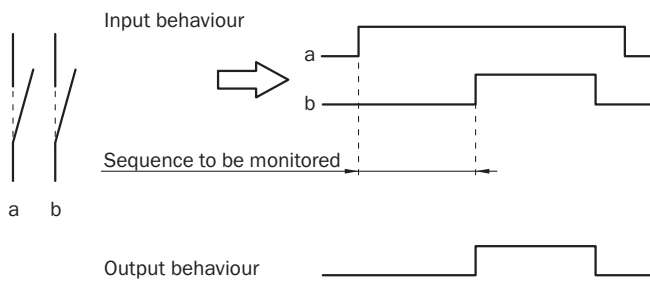 Input behaviour
a
b
Sequence to be monitored
a b
Output behaviour